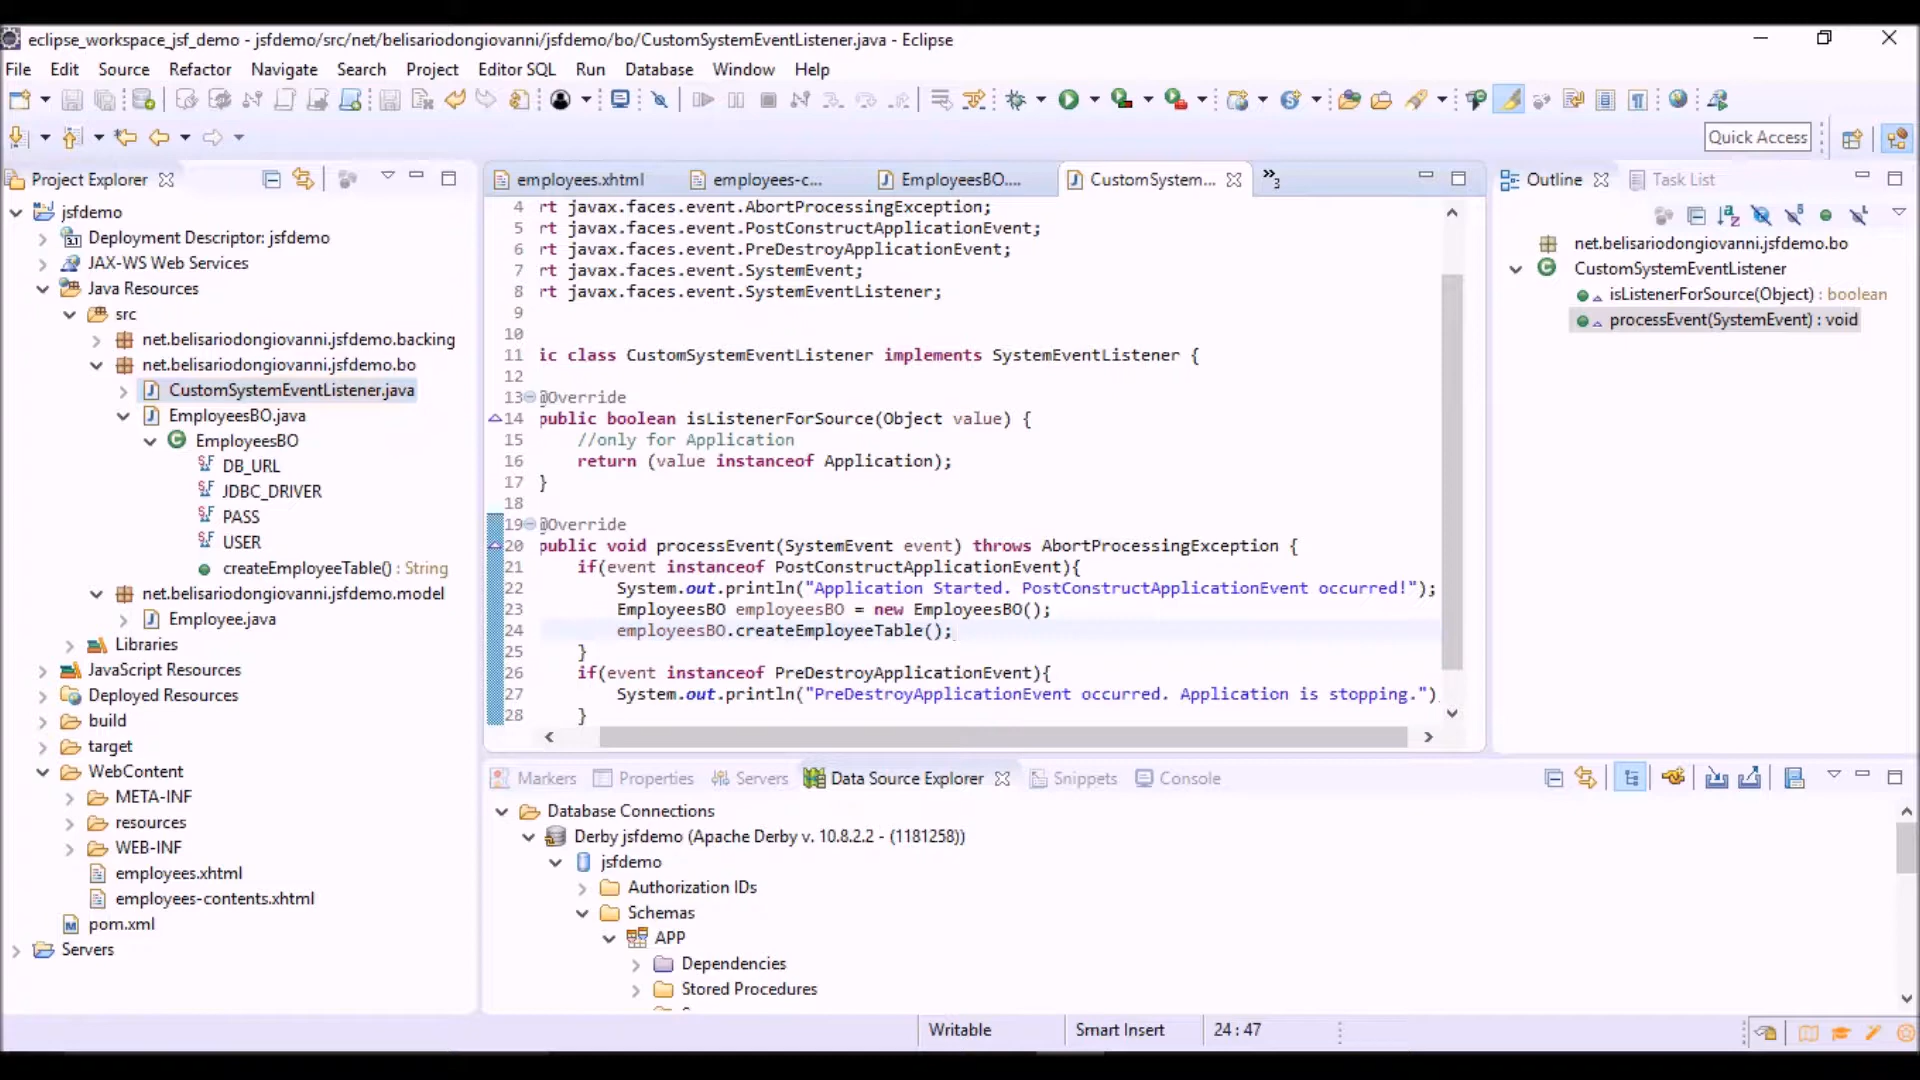 eclipse_workspace_jsf_demo - jsfdemo/src/net/belisariodongiovanni/jsfdemo/bo/CustomSystemEventListener.java - Eclipse
File Edit Source Refactor Navigate Search Project Editor SQL Run Database Window Help
Quick Access
Project Explorer
jsfdemo
Deployment Descriptor: jsfdemo
JAX-WS Web Services
Java Resources
src
net.belisariodongiovanni.jsfdemo.backing
net.belisariodongiovanni.jsfdemo.bo
CustomSystemEventListener.java
EmployeesBO.java
EmployeesBO
DB_URL
JDBC_DRIVER
PASS
USER
createEmployeeTable() : String
net.belisariodongiovanni.jsfdemo.model
Employee.java
Libraries
JavaScript Resources
Deployed Resources
build
target
WebContent
META-INF
resources
WEB-INF
employees.xhtml
employees-contents.xhtml
pom.xml
Servers
employees.xhtml employees-c... EmployeesBO.... CustomSystem... »3
4 rt javax.faces.event.AbortProcessingException;
5 rt javax.faces.event.PostConstructApplicationEvent;
6 rt javax.faces.event.PreDestroyApplicationEvent;
7 rt javax.faces.event.SystemEvent;
8 rt javax.faces.event.SystemEventListener;
9
10
11 ic class CustomSystemEventListener implements SystemEventListener {
12
13 @Override
14 public boolean isListenerForSource(Object value) {
15 //only for Application
16 return (value instanceof Application);
17 }
18
19 @Override
20 public void processEvent(SystemEvent event) throws AbortProcessingException {
21 if(event instanceof PostConstructApplicationEvent){
22 System.out.println("Application Started. PostConstructApplicationEvent occurred!");
23 EmployeesBO employeesBO = new EmployeesBO();
24 employeesBO.createEmployeeTable();
25 }
26 if(event instanceof PreDestroyApplicationEvent){
27 System.out.println("PreDestroyApplicationEvent occurred. Application is stopping.")
28 }
Outline Task List
net.belisariodongiovanni.jsfdemo.bo
CustomSystemEventListener
isListenerForSource(Object) : boolean
processEvent(SystemEvent) : void
Markers Properties Servers Data Source Explorer Snippets Console
Database Connections
Derby jsfdemo (Apache Derby v. 10.8.2.2 - (1181258))
jsfdemo
Authorization IDs
Schemas
APP
Dependencies
Stored Procedures
Writable Smart Insert 24 : 47